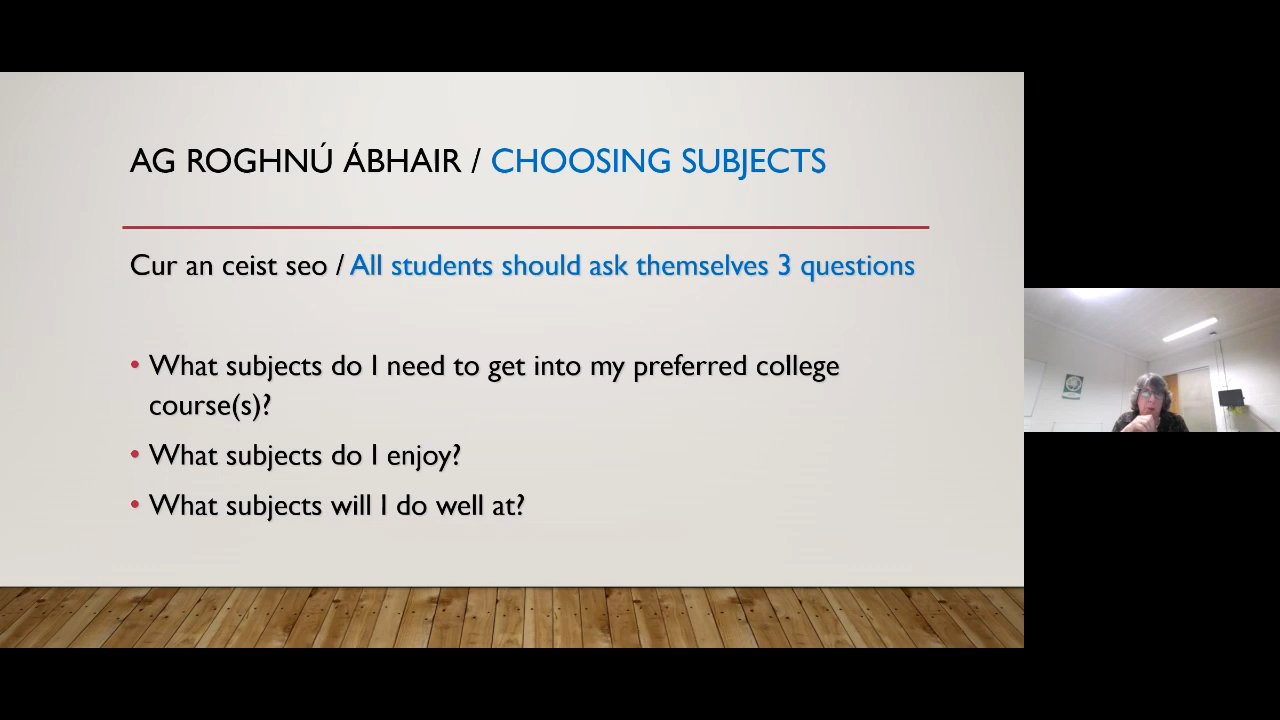 AG ROGHNÚ ÁBHAIR / CHOOSING SUBJECTS
Cur an ceist seo / All students should ask themselves 3 questions
• What subjects do I need to get into my preferred college
course(s)?
• What subjects do I enjoy?
• What subjects will I do well at?